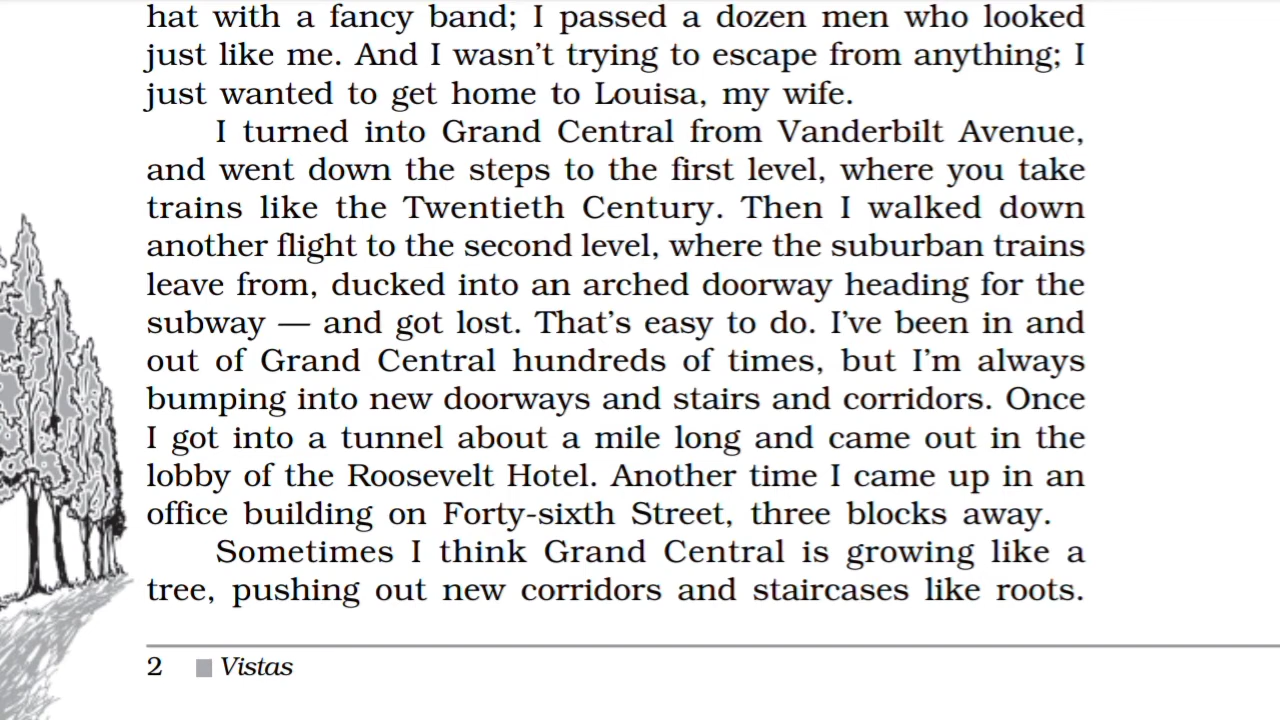 hat with a fancy band; I passed a dozen men who looked
just like me. And I wasn't trying to escape from anything; I
just wanted to get home to Louisa, my wife.
I turned into Grand Central from Vanderbilt Avenue,
and went down the steps to the first level, where you take
trains like the Twentieth Century. Then I walked down
another flight to the second level, where the suburban trains
leave from, ducked into an arched doorway heading for the
subway — and got lost. That's easy to do. I've been in and
out of Grand Central hundreds of times, but I'm always
bumping into new doorways and stairs and corridors. Once
I got into a tunnel about a mile long and came out in the
lobby of the Roosevelt Hotel. Another time I came up in an
office building on Forty-sixth Street, three blocks away.
Sometimes I think Grand Central is growing like a
tree, pushing out new corridors and staircases like roots.
2 Vistas